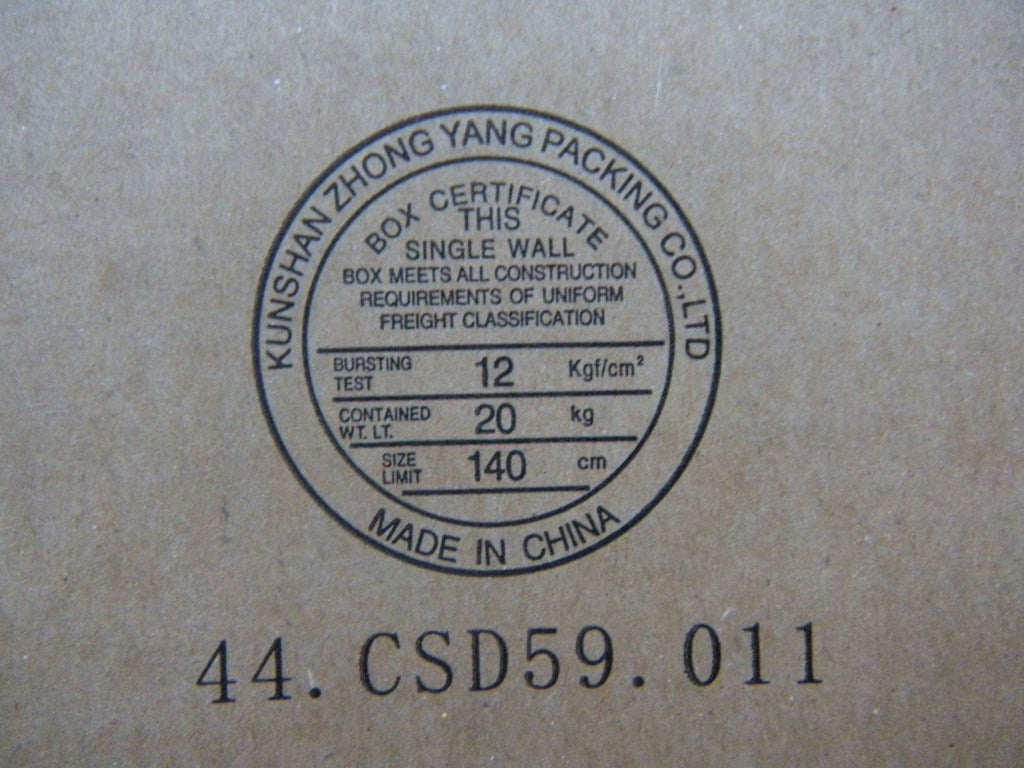 KUNSHAN ZHONG YANG PACKING CO.,LTD
BOX CERTIFICATE
THIS
SINGLE WALL
BOX MEETS ALL CONSTRUCTION
REQUIREMENTS OF UNIFORM
FREIGHT CLASSIFICATION
BURSTING TEST 12 Kgf/cm²
CONTAINED WT. LT. 20 kg
SIZE LIMIT 140 cm
MADE IN CHINA
44.CSD59.011